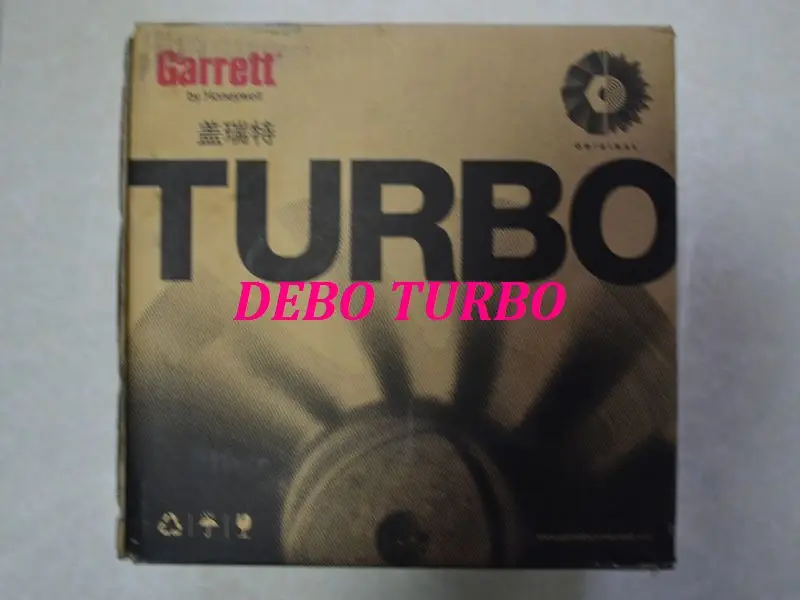 Garrett
by Honeywell
盖瑞特
ORIGINAL
TURBO
DEBO TURBO